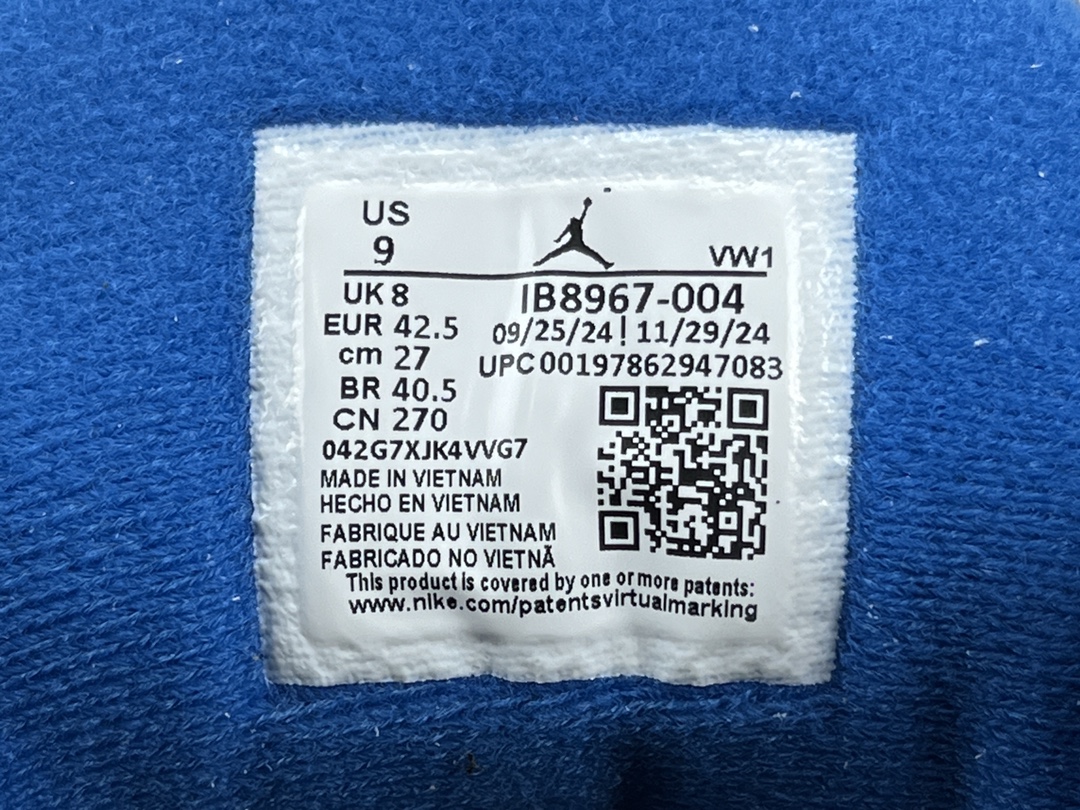 US
9
VW1
UK 8
IB8967-004
EUR 42.5
09/25/24 | 11/29/24
cm 27
UPC 00197862947083
BR 40.5
CN 270
042G7XJK4VVG7
MADE IN VIETNAM
HECHO EN VIETNAM
FABRIQUE AU VIETNAM
FABRICADO NO VIETNÃ
This product is covered by one or more patents:
www.nike.com/patentsvirtualmarking